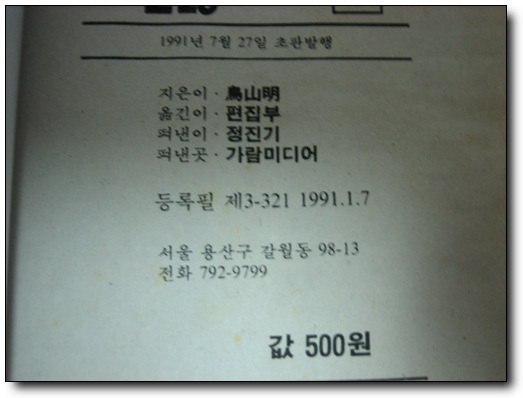 1991년 7월 27일 초판발행
지은이·鳥山明
옮긴이·편집부
펴낸이·정진기
펴낸곳·가람미디어
등록필 제3-321 1991.1.7
서울 용산구 갈월동 98-13
전화 792-9799
값 500원